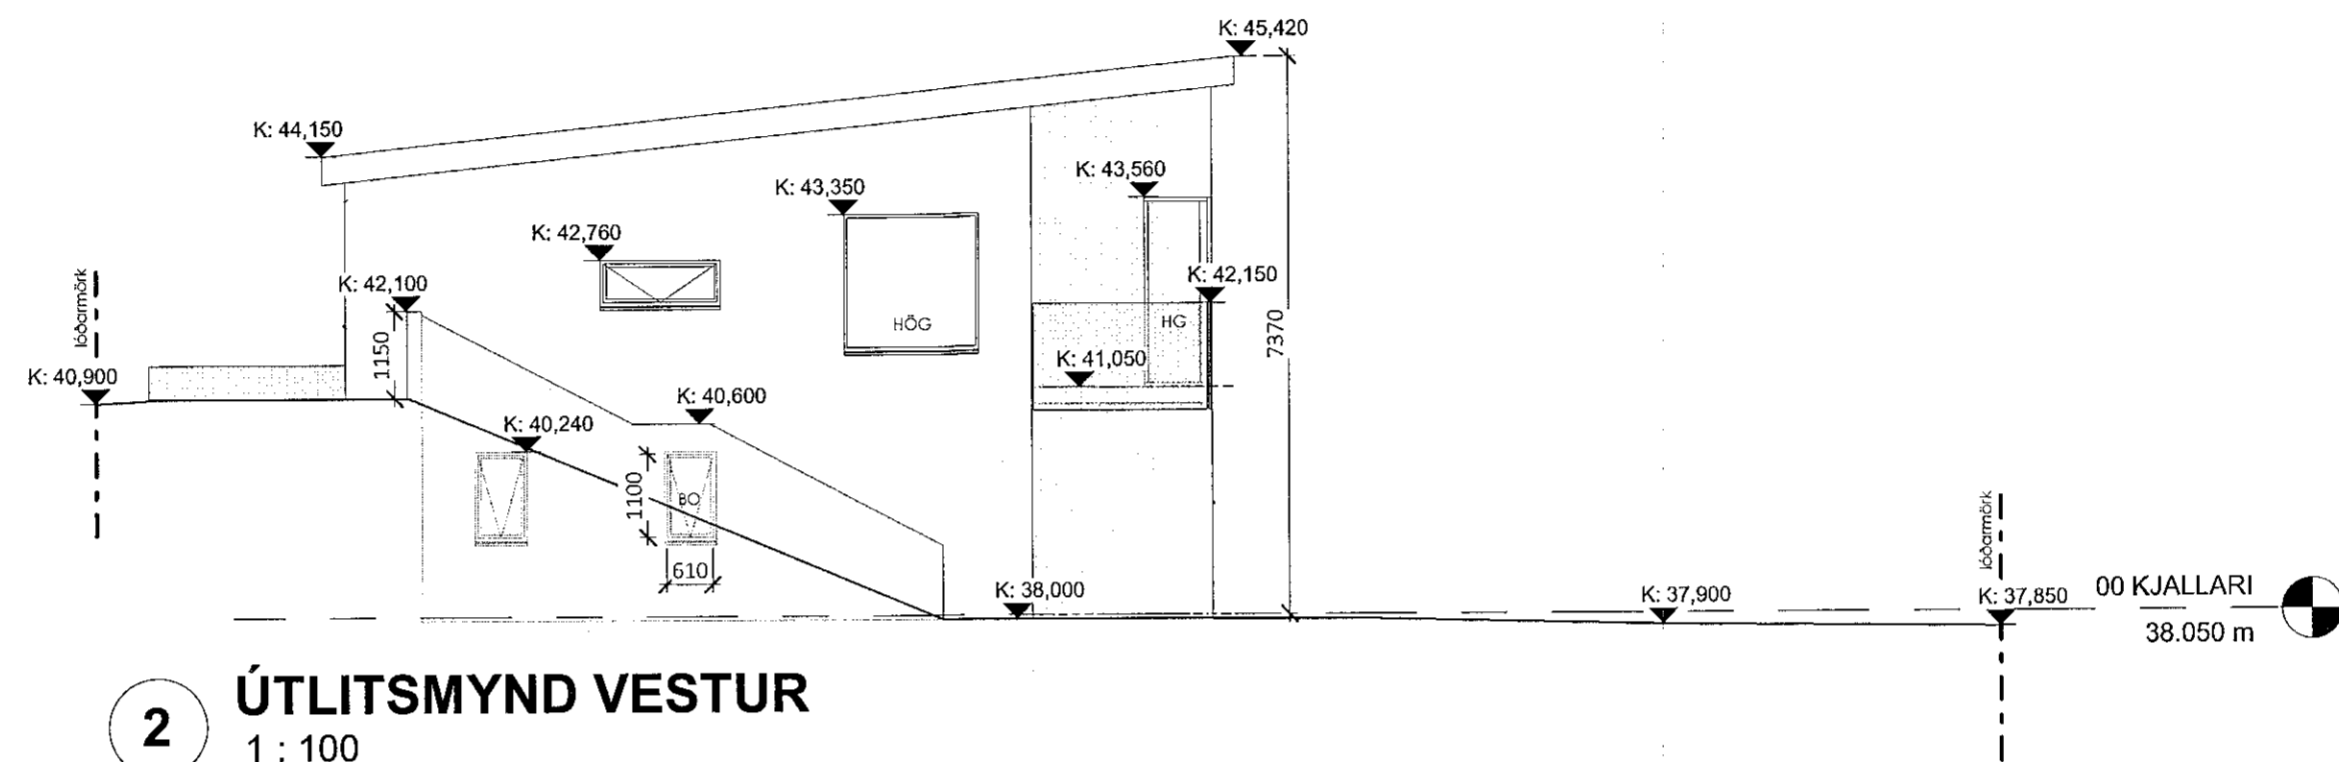 K: 45,420
K: 44,150
K: 43,560
K: 43,350
K: 42,760
K: 42,150
K: 42,100
lóðarmörk
HÖG
HG
7370
1150
K: 41,050
K: 40,900
K: 40,600
K: 40,240
1100
BO
610
lóðarmörk
K: 38,000
K: 37,900
K: 37,850
00 KJALLARI
38.050 m
2
ÚTLITSMYND VESTUR
1 : 100